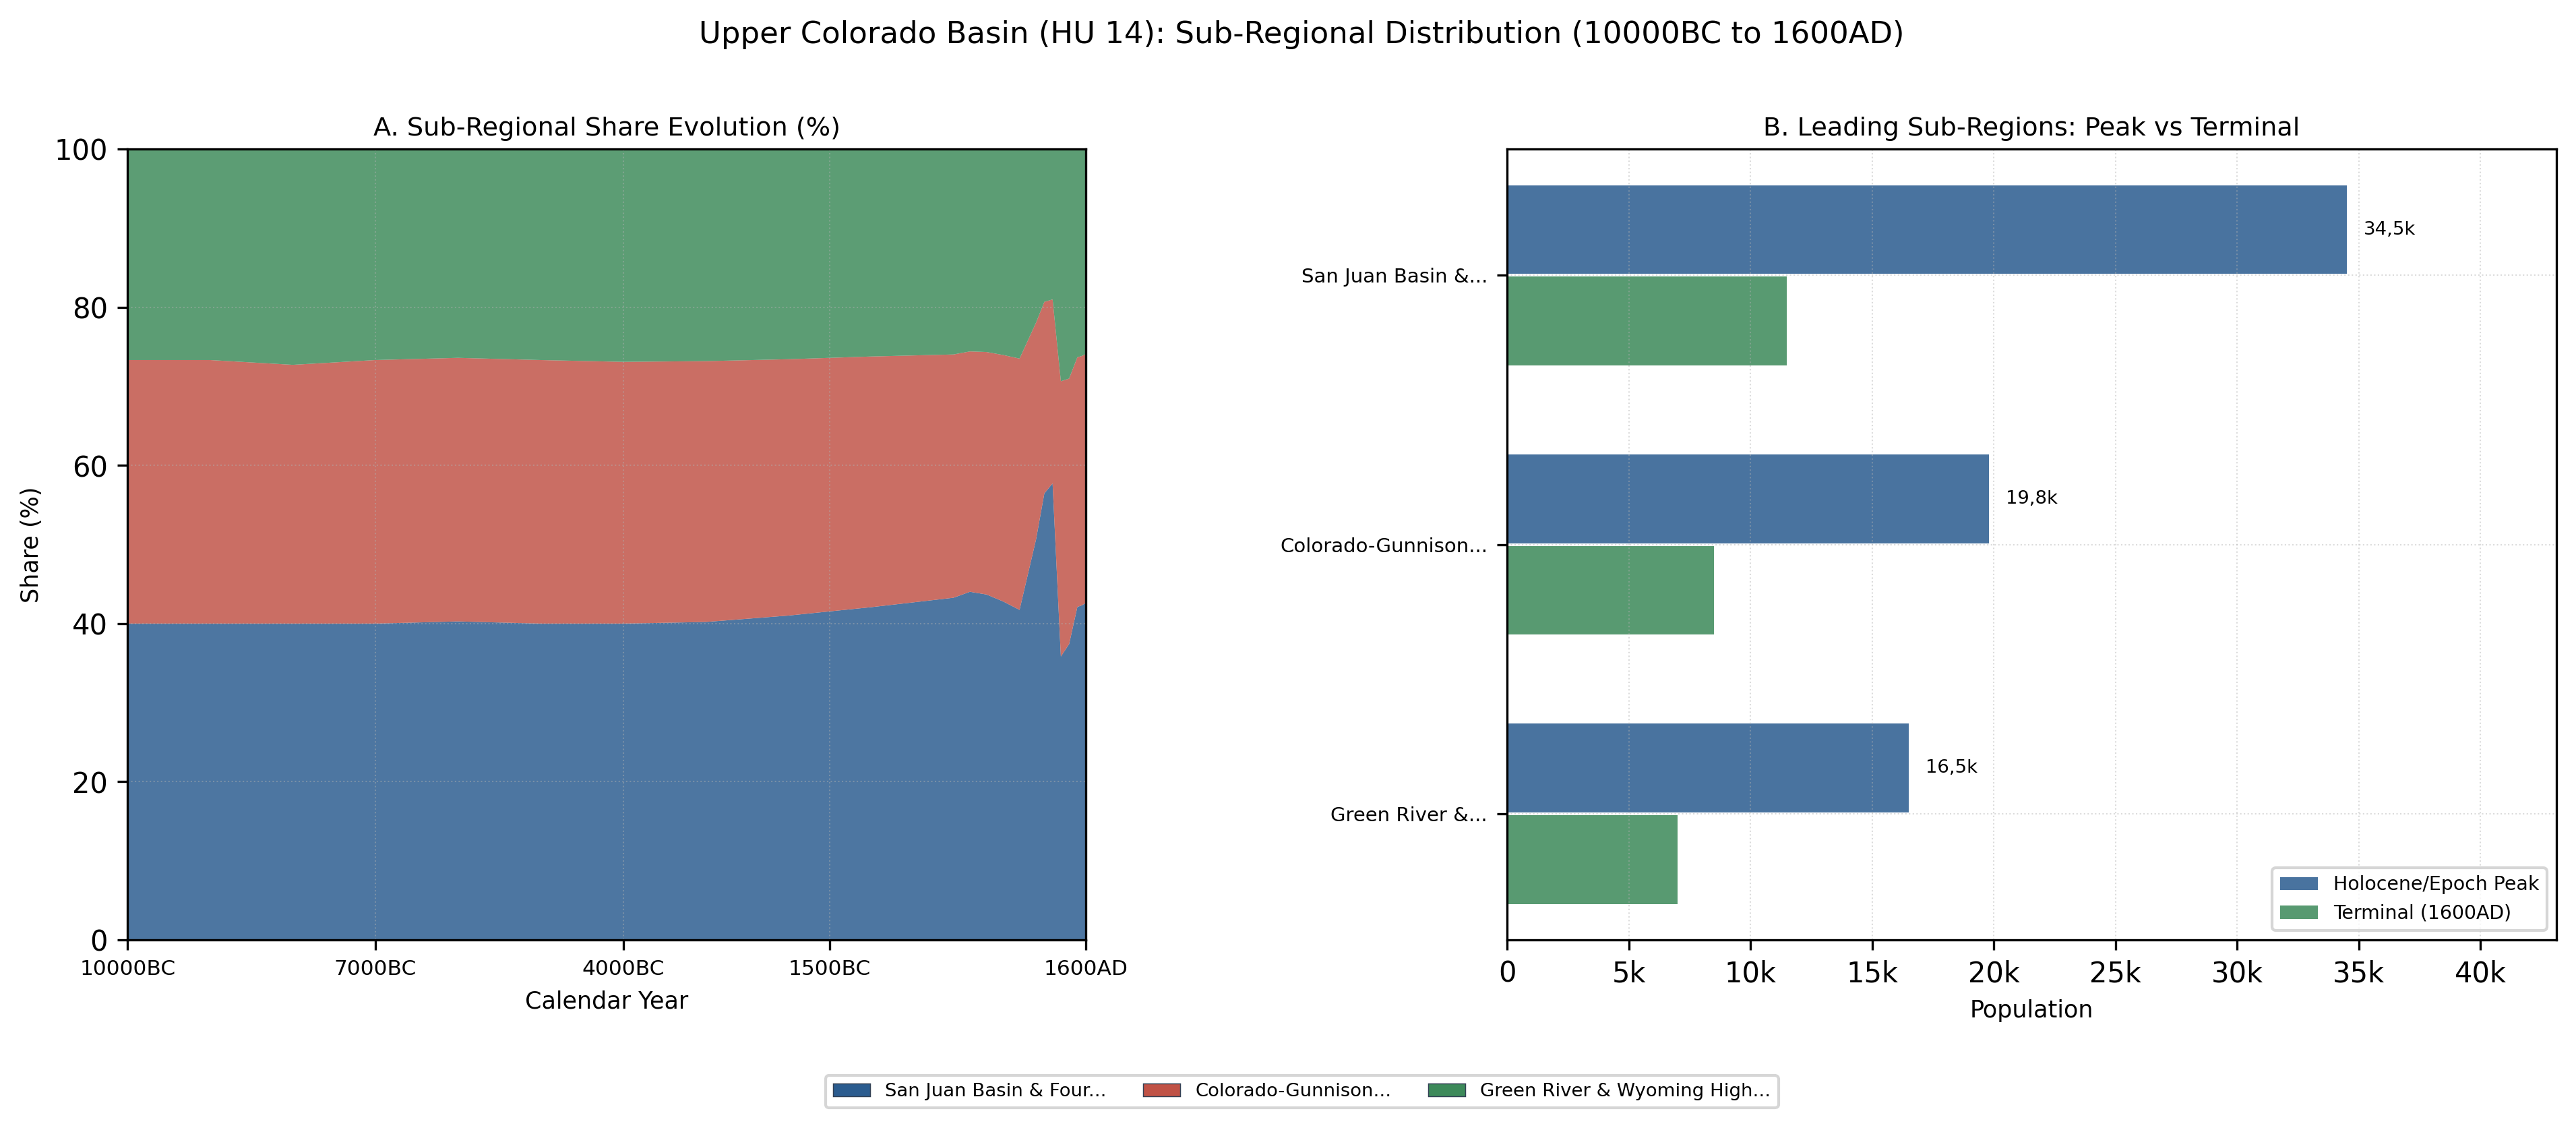 Upper Colorado Basin (HU 14): Sub-Regional Distribution (10000BC to 1600AD)
A. Sub-Regional Share Evolution (%)
100
80
60
40
20
0
Share (%)
10000BC
7000BC
4000BC
1500BC
1600AD
Calendar Year
B. Leading Sub-Regions: Peak vs Terminal
San Juan Basin &...
Colorado-Gunnison...
Green River &...
34,5k
19,8k
16,5k
Holocene/Epoch Peak
Terminal (1600AD)
0
5k
10k
15k
20k
25k
30k
35k
40k
Population
San Juan Basin & Four...
Colorado-Gunnison...
Green River & Wyoming High...